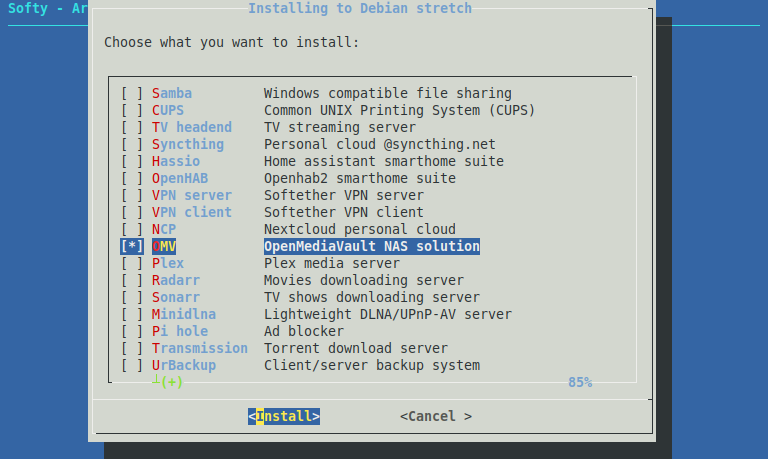 Softy - Ar
Installing to Debian stretch
Choose what you want to install:
[ ] Samba Windows compatible file sharing
[ ] CUPS Common UNIX Printing System (CUPS)
[ ] TV headend TV streaming server
[ ] Syncthing Personal cloud @syncthing.net
[ ] Hassio Home assistant smarthome suite
[ ] OpenHAB Openhab2 smarthome suite
[ ] VPN server Softether VPN server
[ ] VPN client Softether VPN client
[ ] NCP Nextcloud personal cloud
[*] OMV OpenMediaVault NAS solution
[ ] Plex Plex media server
[ ] Radarr Movies downloading server
[ ] Sonarr TV shows downloading server
[ ] Minidlna Lightweight DLNA/UPnP-AV server
[ ] Pi hole Ad blocker
[ ] Transmission Torrent download server
[ ] UrBackup Client/server backup system
┴(+) 85%
<Install> <Cancel >